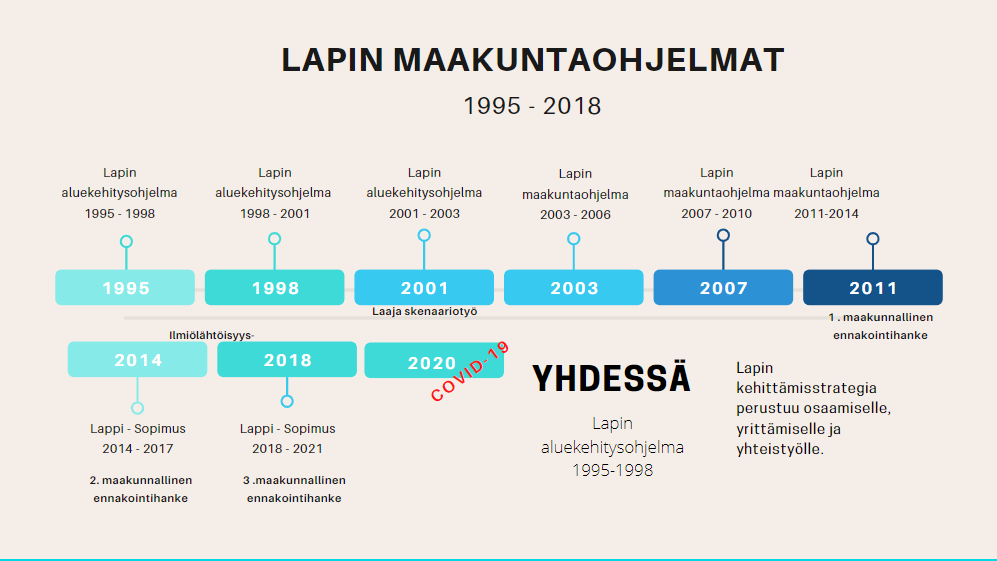 LAPIN MAAKUNTAOHJELMAT
1995 - 2018
Lapin
aluekehitysohjelma
1995 - 1998
Lapin
aluekehitysohjelma
1998 - 2001
Lapin
aluekehitysohjelma
2001 - 2003
Lapin
maakuntaohjelma
2003 - 2006
Lapin
maakuntaohjelma
2007 - 2010
Lapin
maakuntaohjelma
2011-2014
1995
1998
2001
2003
2007
2011
Laaja skenaariotyö
1 . maakunnallinen
ennakointihanke
Ilmiölähtöisyys-
2014
2018
2020
COVID-19
Lappi - Sopimus
2014 - 2017
2. maakunnallinen
ennakointihanke
Lappi - Sopimus
2018 - 2021
3 .maakunnallinen
ennakointihanke
YHDESSÄ
Lapin
aluekehitysohjelma
1995-1998
Lapin
kehittämisstrategia
perustuu osaamiselle,
yrittämiselle ja
yhteistyölle.